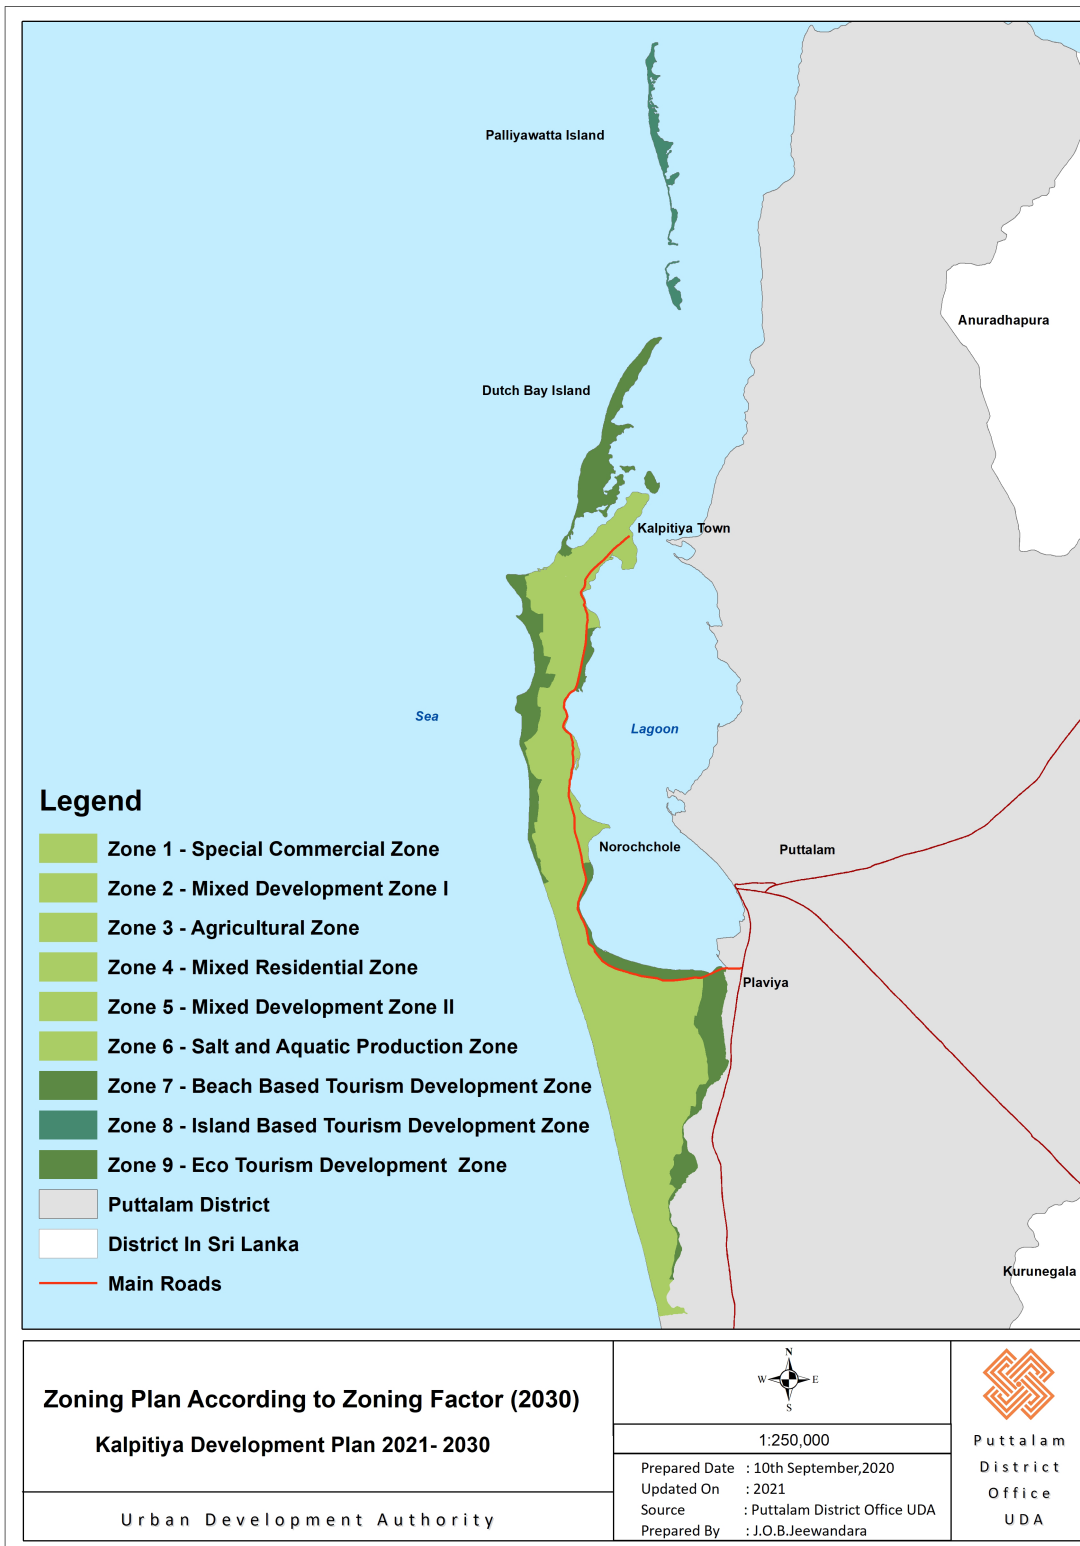 Palliyawatta Island
Anuradhapura
Dutch Bay Island
Kalpitiya Town
Sea
Lagoon
Norochchole
Puttalam
Plaviya
Kurunegala
Legend
Zone 1 - Special Commercial Zone
Zone 2 - Mixed Development Zone I
Zone 3 - Agricultural Zone
Zone 4 - Mixed Residential Zone
Zone 5 - Mixed Development Zone II
Zone 6 - Salt and Aquatic Production Zone
Zone 7 - Beach Based Tourism Development Zone
Zone 8 - Island Based Tourism Development Zone
Zone 9 - Eco Tourism Development Zone
Puttalam District
District In Sri Lanka
Main Roads
Zoning Plan According to Zoning Factor (2030)
Kalpitiya Development Plan 2021- 2030
Urban Development Authority
N
W E
S
1:250,000
Prepared Date : 10th September,2020
Updated On : 2021
Source : Puttalam District Office UDA
Prepared By : J.O.B.Jeewandara
Puttalam
District
Office
UDA